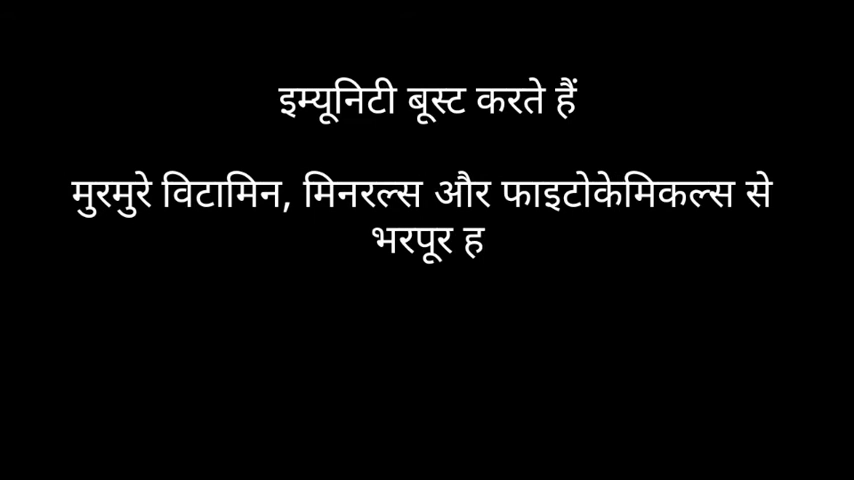 इम्यूनिटी बूस्ट करते हैं
मुरमुरे विटामिन, मिनरल्स और फाइटोकेमिकल्स से
भरपूर ह